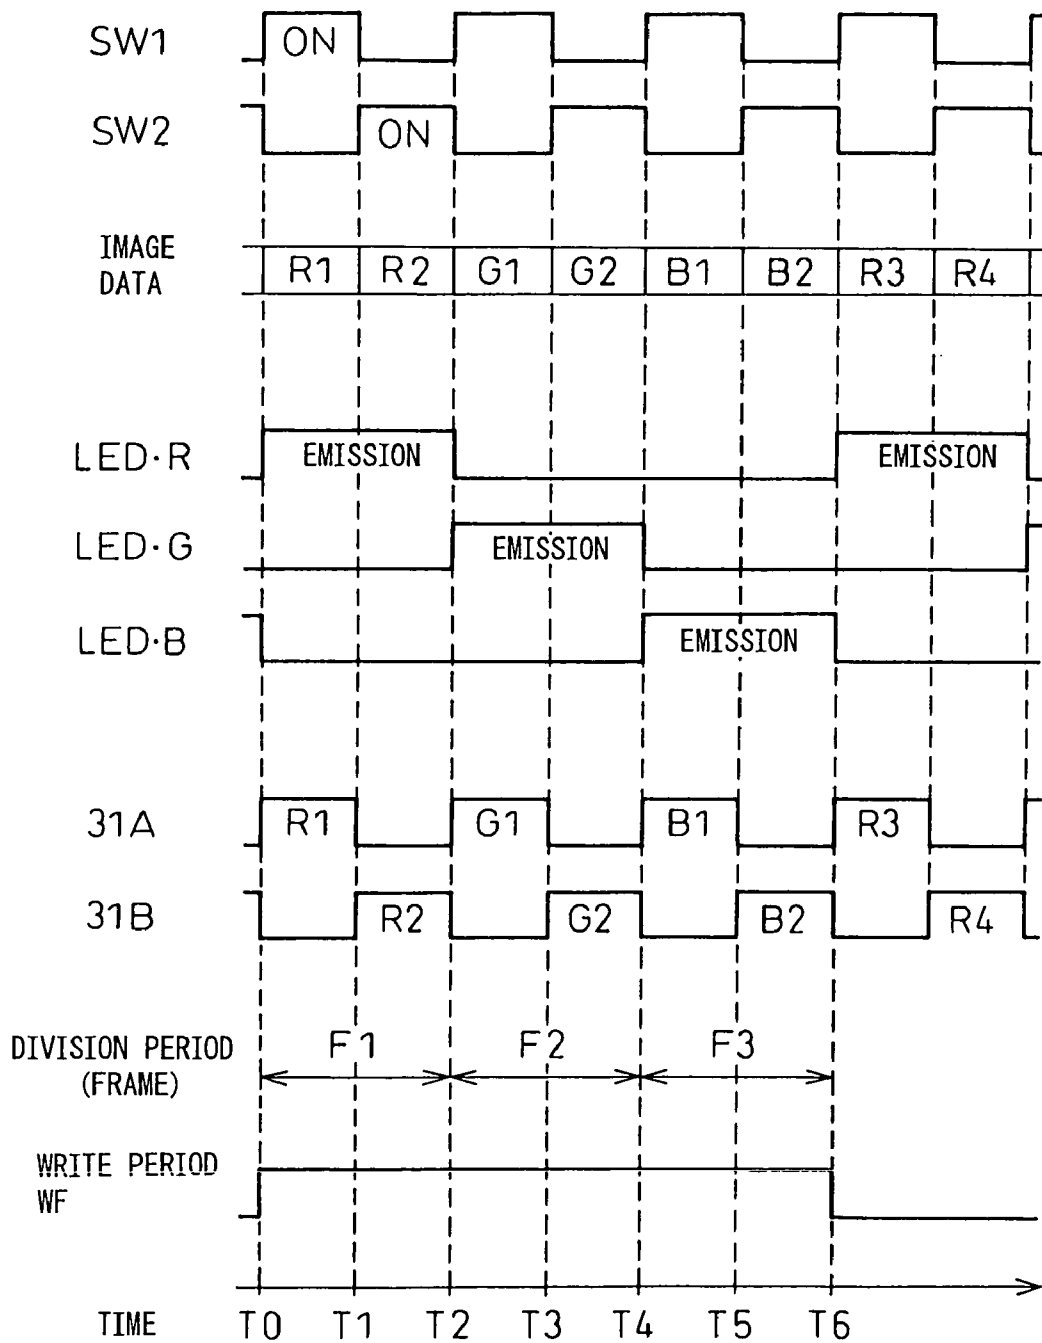 SW1 ON
SW2 ON
IMAGE
DATA R1 R2 G1 G2 B1 B2 R3 R4
LED·R EMISSION EMISSION
LED·G EMISSION
LED·B EMISSION
31A R1 G1 B1 R3
31B R2 G2 B2 R4
DIVISION PERIOD
(FRAME) F1 F2 F3
WRITE PERIOD
WF
TIME T0 T1 T2 T3 T4 T5 T6